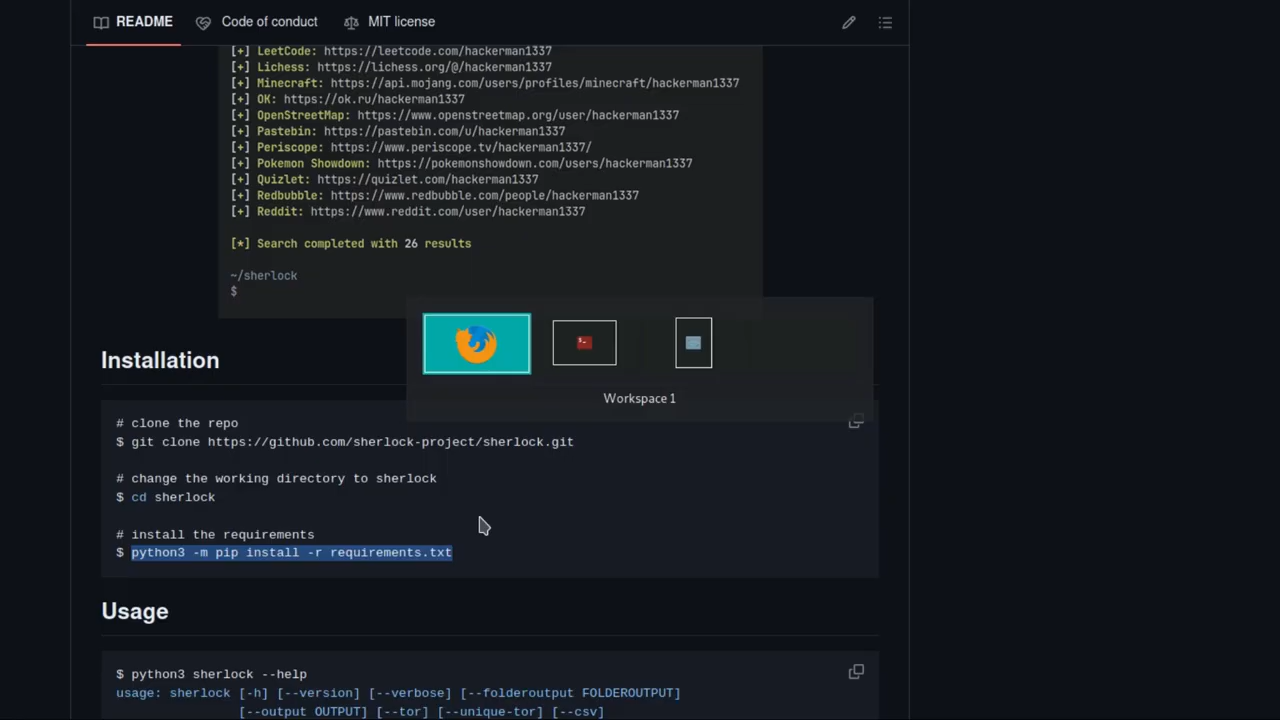 README
Code of conduct
MIT license
[+] LeetCode: https://leetcode.com/hackerman1337
[+] Lichess: https://lichess.org/@/hackerman1337
[+] Minecraft: https://api.mojang.com/users/profiles/minecraft/hackerman1337
[+] OK: https://ok.ru/hackerman1337
[+] OpenStreetMap: https://www.openstreetmap.org/user/hackerman1337
[+] Pastebin: https://pastebin.com/u/hackerman1337
[+] Periscope: https://www.periscope.tv/hackerman1337/
[+] Pokemon Showdown: https://pokemonshowdown.com/users/hackerman1337
[+] Quizlet: https://quizlet.com/hackerman1337
[+] Redbubble: https://www.redbubble.com/people/hackerman1337
[+] Reddit: https://www.reddit.com/user/hackerman1337
[*] Search completed with 26 results
~/sherlock
$
Workspace 1
Installation
# clone the repo
$ git clone https://github.com/sherlock-project/sherlock.git
# change the working directory to sherlock
$ cd sherlock
# install the requirements
$ python3 -m pip install -r requirements.txt
Usage
$ python3 sherlock --help
usage: sherlock [-h] [--version] [--verbose] [--folderoutput FOLDEROUTPUT]
[--output OUTPUT] [--tor] [--unique-tor] [--csv]